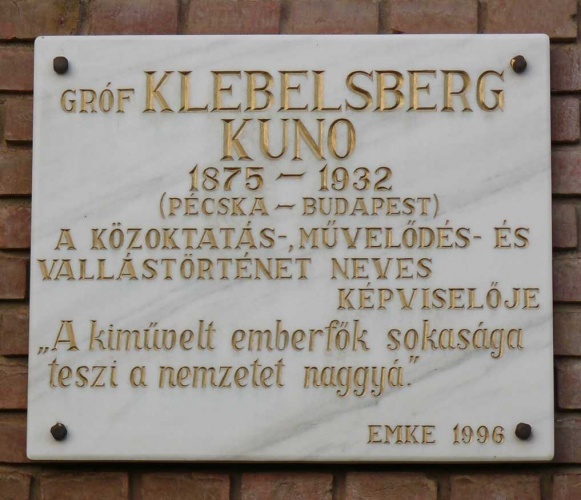 GRÓF KLEBELSBERG
KUNO
1875 – 1932
(PÉCSKA – BUDAPEST)
A KÖZOKTATÁS-, MŰVELŐDÉS- ÉS
VALLÁSTÖRTÉNET NEVES
KÉPVISELŐJE
„A kiművelt emberfők sokasága
teszi a nemzetet naggyá.”
EMKE 1996